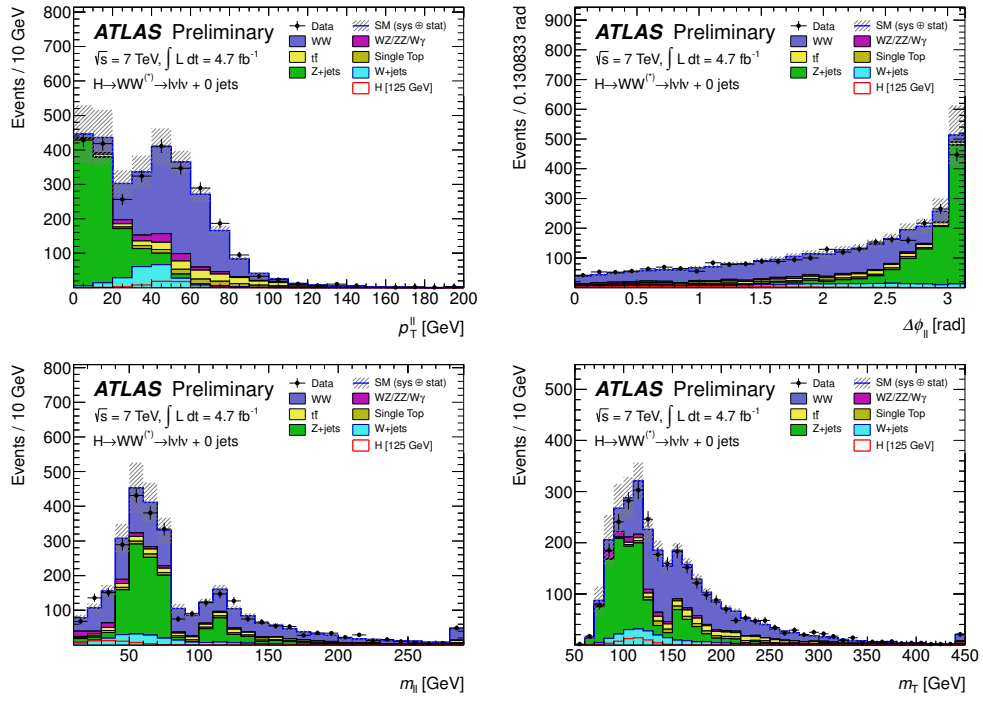 Events / 10 GeV
800
700
600
500
400
300
200
100
0 20 40 60 80 100 120 140 160 180 200
p_T^ll [GeV]
ATLAS Preliminary
√s = 7 TeV, ∫ L dt = 4.7 fb⁻¹
H→WW⁽*⁾→lνlν + 0 jets
Data
WW
tt̄
Z+jets
SM (sys ⊕ stat)
WZ/ZZ/Wγ
Single Top
W+jets
H [125 GeV]
Events / 0.1308333 rad
900
800
700
600
500
400
300
200
100
0 0.5 1 1.5 2 2.5 3
Δϕ_ll [rad]
ATLAS Preliminary
√s = 7 TeV, ∫ L dt = 4.7 fb⁻¹
H→WW⁽*⁾→lνlν + 0 jets
Data
WW
tt̄
Z+jets
SM (sys ⊕ stat)
WZ/ZZ/Wγ
Single Top
W+jets
H [125 GeV]
Events / 10 GeV
800
700
600
500
400
300
200
100
50 100 150 200 250
m_ll [GeV]
ATLAS Preliminary
√s = 7 TeV, ∫ L dt = 4.7 fb⁻¹
H→WW⁽*⁾→lνlν + 0 jets
Data
WW
tt̄
Z+jets
SM (sys ⊕ stat)
WZ/ZZ/Wγ
Single Top
W+jets
H [125 GeV]
Events / 10 GeV
500
400
300
200
100
0
50 100 150 200 250 300 350 400 450
m_T [GeV]
ATLAS Preliminary
√s = 7 TeV, ∫ L dt = 4.7 fb⁻¹
H→WW⁽*⁾→lνlν + 0 jets
Data
WW
tt̄
Z+jets
SM (sys ⊕ stat)
WZ/ZZ/Wγ
Single Top
W+jets
H [125 GeV]